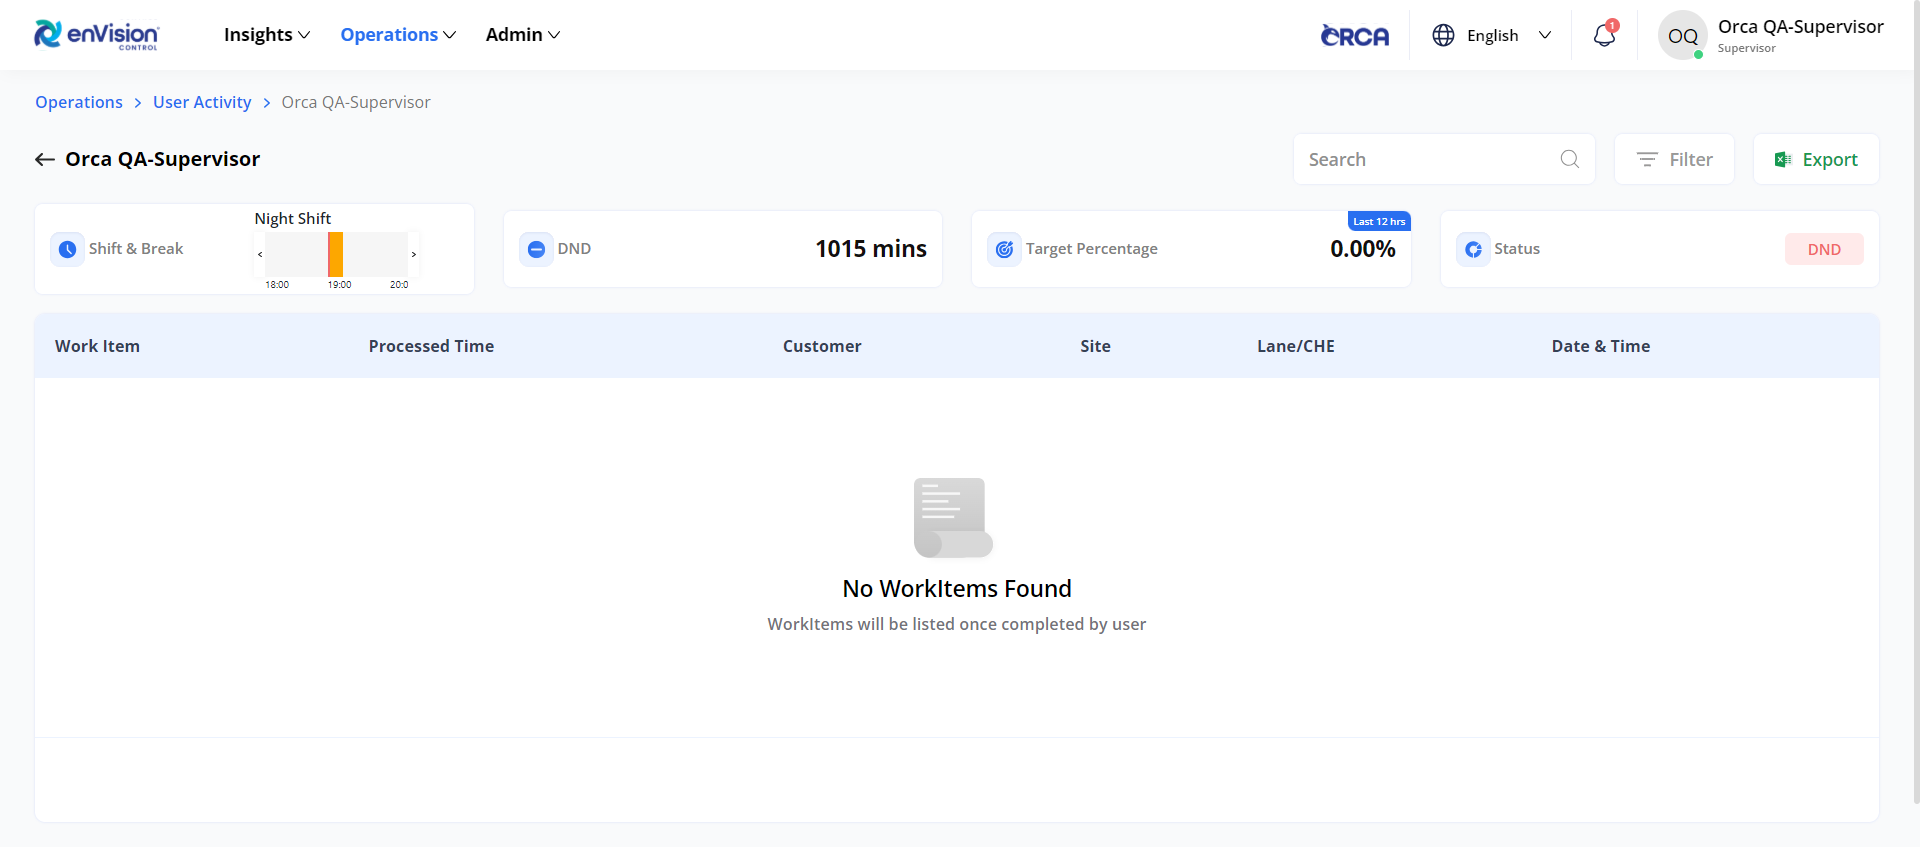 enVision
CONTROL
Insights
Operations
Admin
ORCA
English
1
OQ
Orca QA-Supervisor
Supervisor
Operations > User Activity > Orca QA-Supervisor
Orca QA-Supervisor
Search
Filter
Export
Shift & Break
Night Shift
18:00
19:00
20:0
DND
1015 mins
Last 12 hrs
Target Percentage
0.00%
Status
DND
Work Item
Processed Time
Customer
Site
Lane/CHE
Date & Time
No WorkItems Found
WorkItems will be listed once completed by user